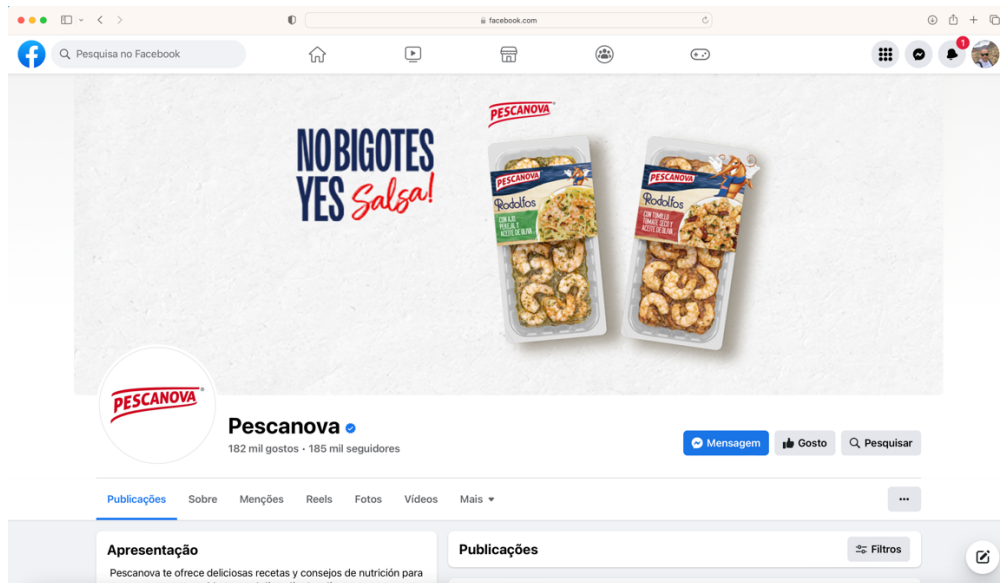 facebook.com
Pesquisa no Facebook
1
PESCANOVA
NO BIGOTES
YES Salsa!
PESCANOVA
Rodolfos
CON AJO
PEREJIL Y
ACEITE DE OLIVA
PESCANOVA
Rodolfos
CON TOMILLO
TOMATE SECO Y
ACEITE DE OLIVA
PESCANOVA
Pescanova
182 mil gostos · 185 mil seguidores
Mensagem
Gosto
Pesquisar
Publicações Sobre Menções Reels Fotos Vídeos Mais
Apresentação
Publicações
Filtros
Pescanova te ofrece deliciosas recetas y consejos de nutrición para